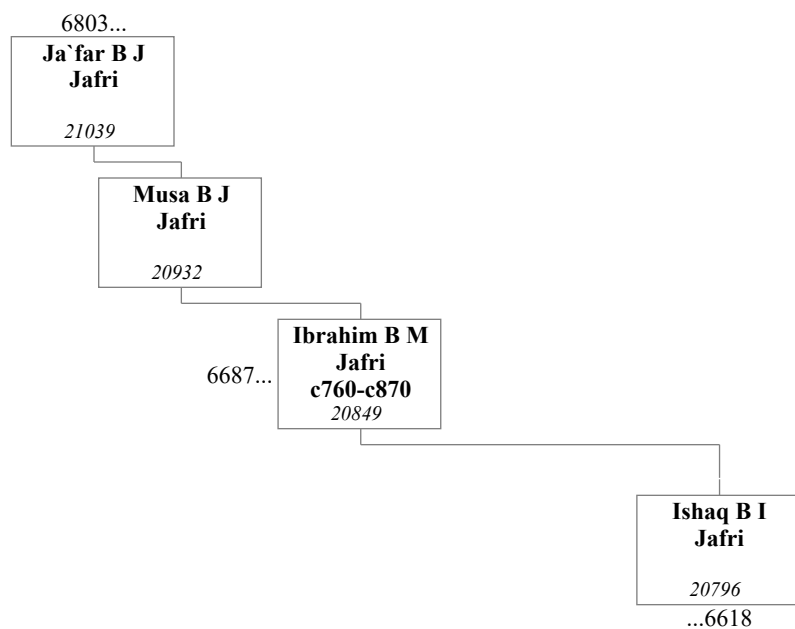 6803...
Ja`far B J
Jafri
21039
Musa B J
Jafri
20932
Ibrahim B M
Jafri
c760-c870
20849
6687...
Ishaq B I
Jafri
20796
...6618